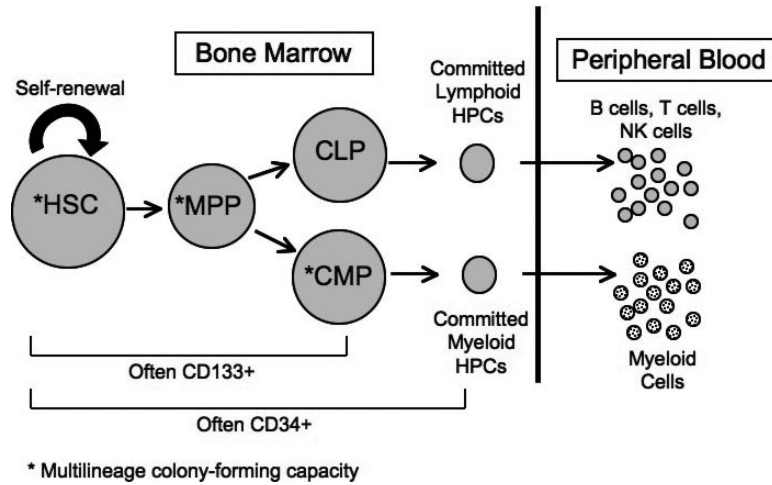 Bone Marrow
Peripheral Blood
Self-renewal
*HSC
*MPP
CLP
*CMP
Committed
Lymphoid
HPCs
B cells, T cells,
NK cells
Committed
Myeloid
HPCs
Myeloid
Cells
Often CD133+
Often CD34+
* Multilineage colony-forming capacity